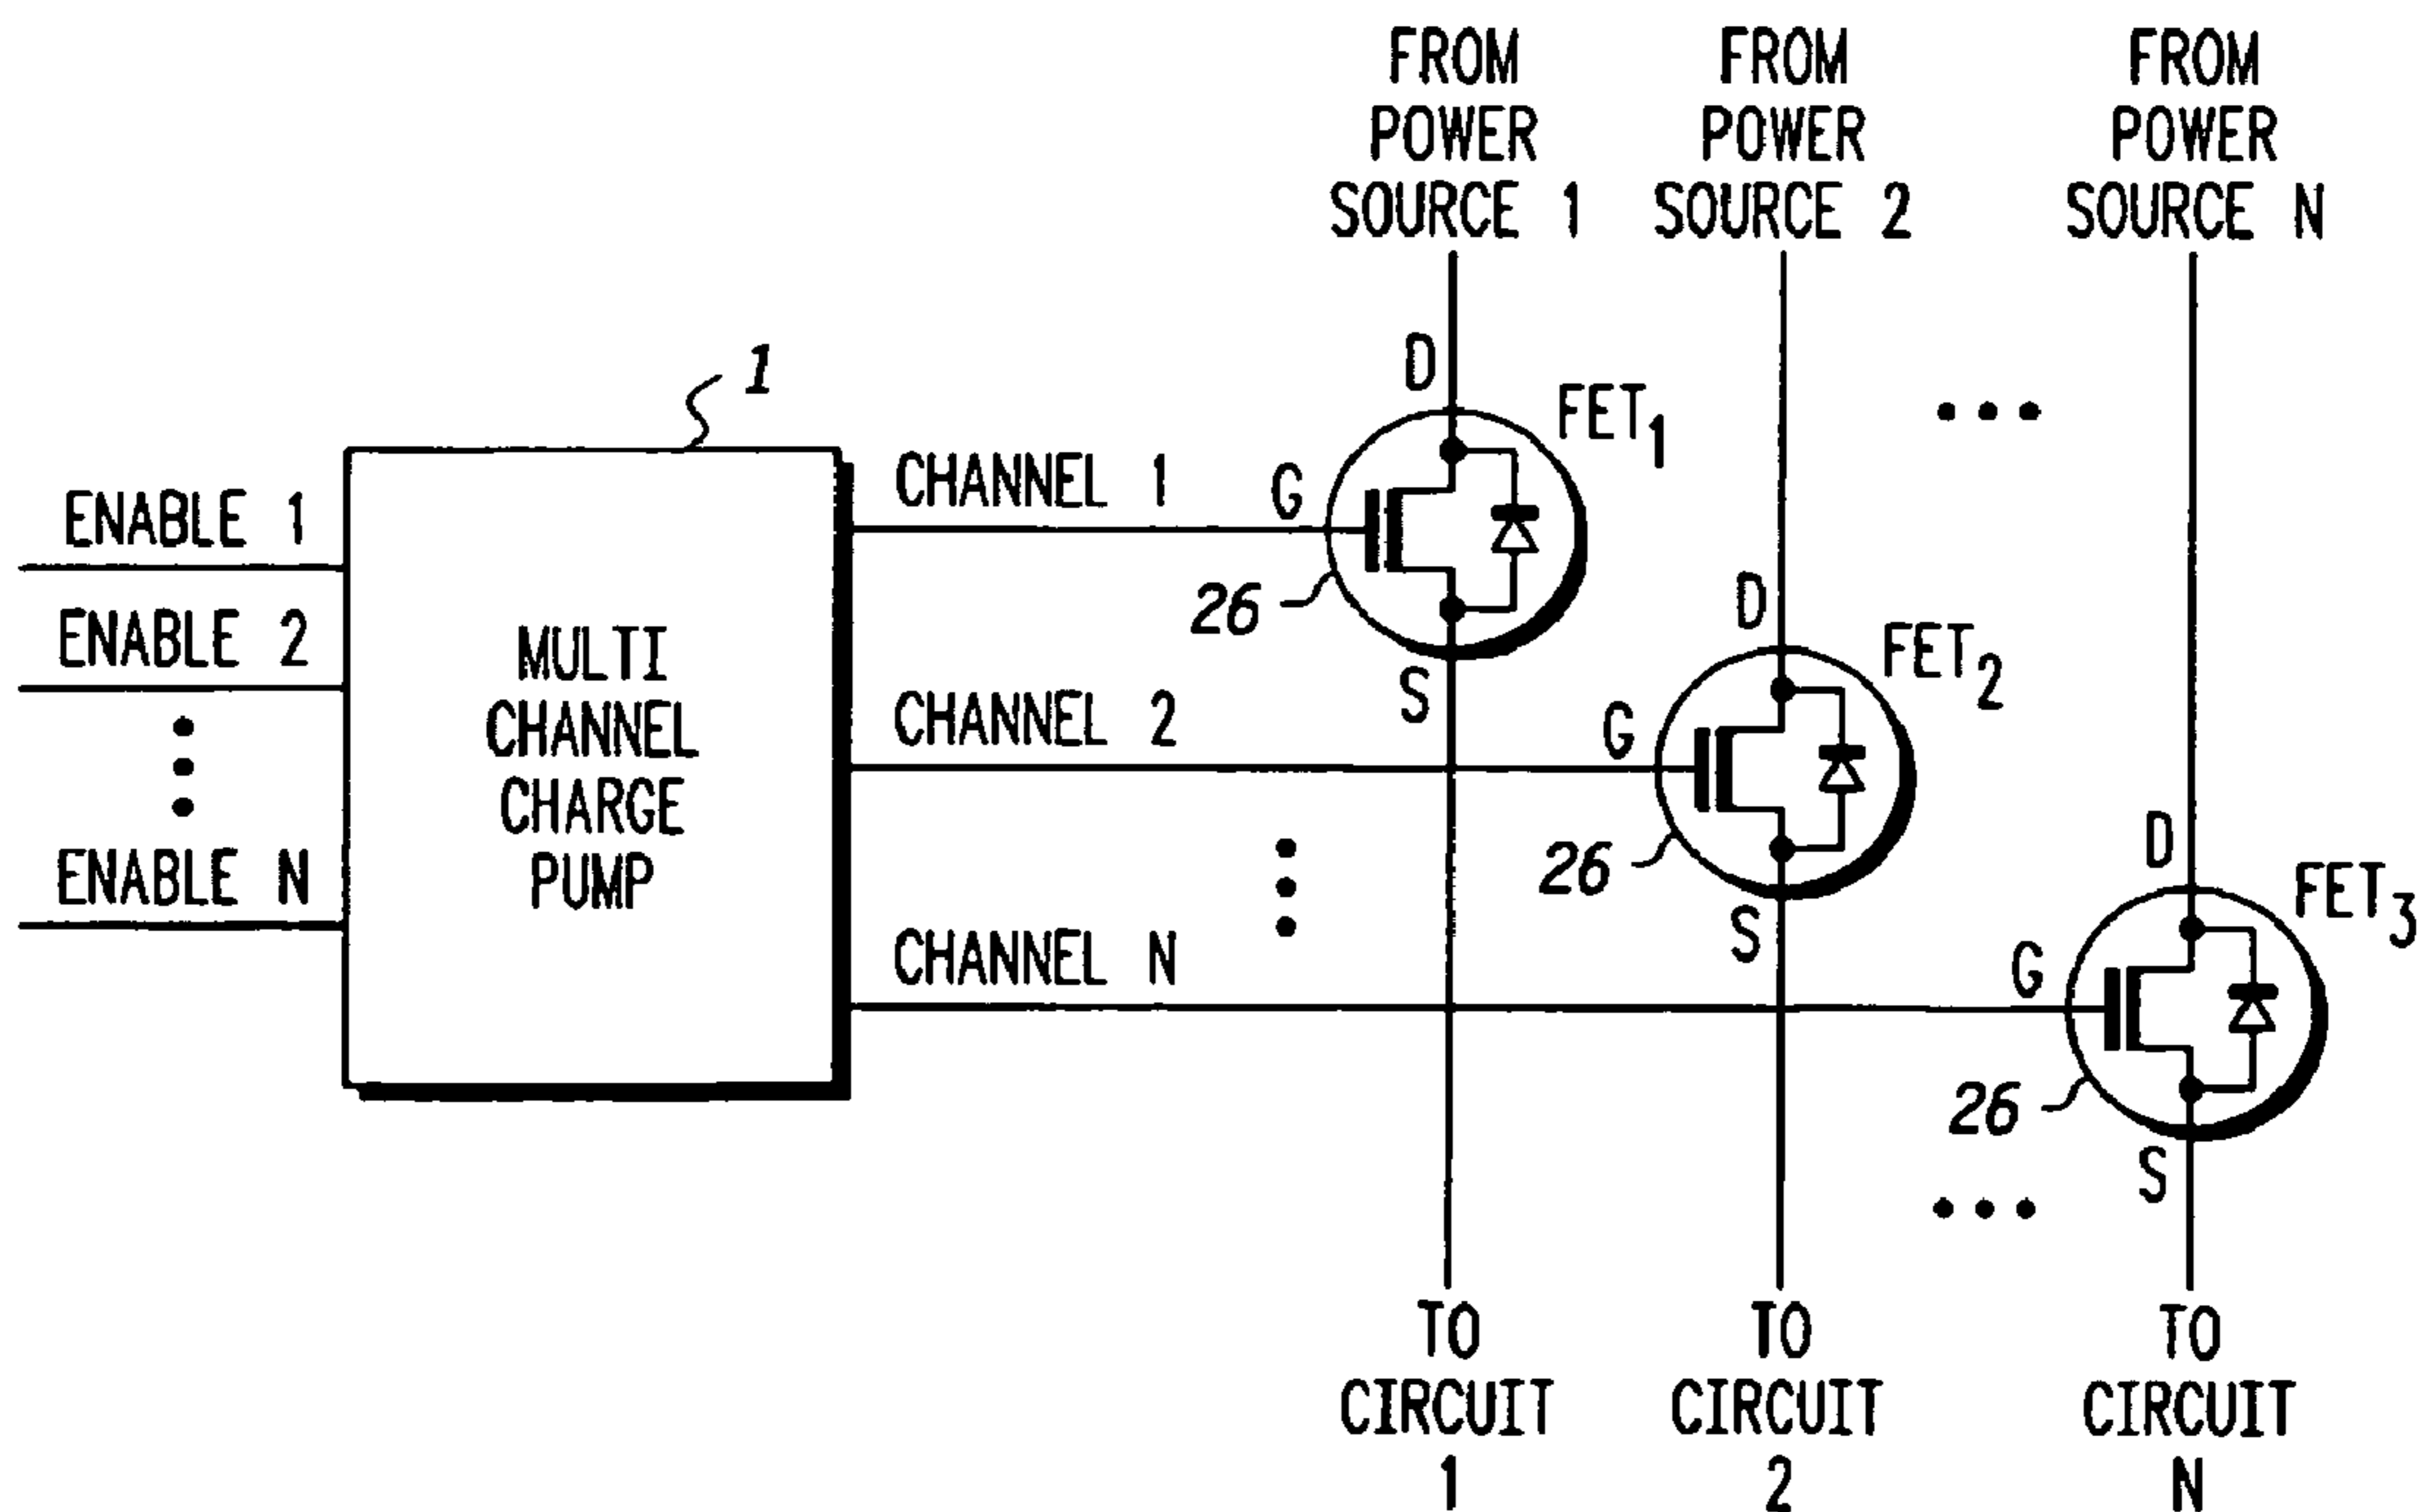 FROM
POWER
SOURCE 1
FROM
POWER
SOURCE 2
FROM
POWER
SOURCE N
1
ENABLE 1
ENABLE 2
ENABLE N
MULTI
CHANNEL
CHARGE
PUMP
CHANNEL 1
CHANNEL 2
CHANNEL N
D
G
S
FET1
26
D
G
S
FET2
26
D
G
S
FET3
26
TO
CIRCUIT
1
TO
CIRCUIT
2
TO
CIRCUIT
N